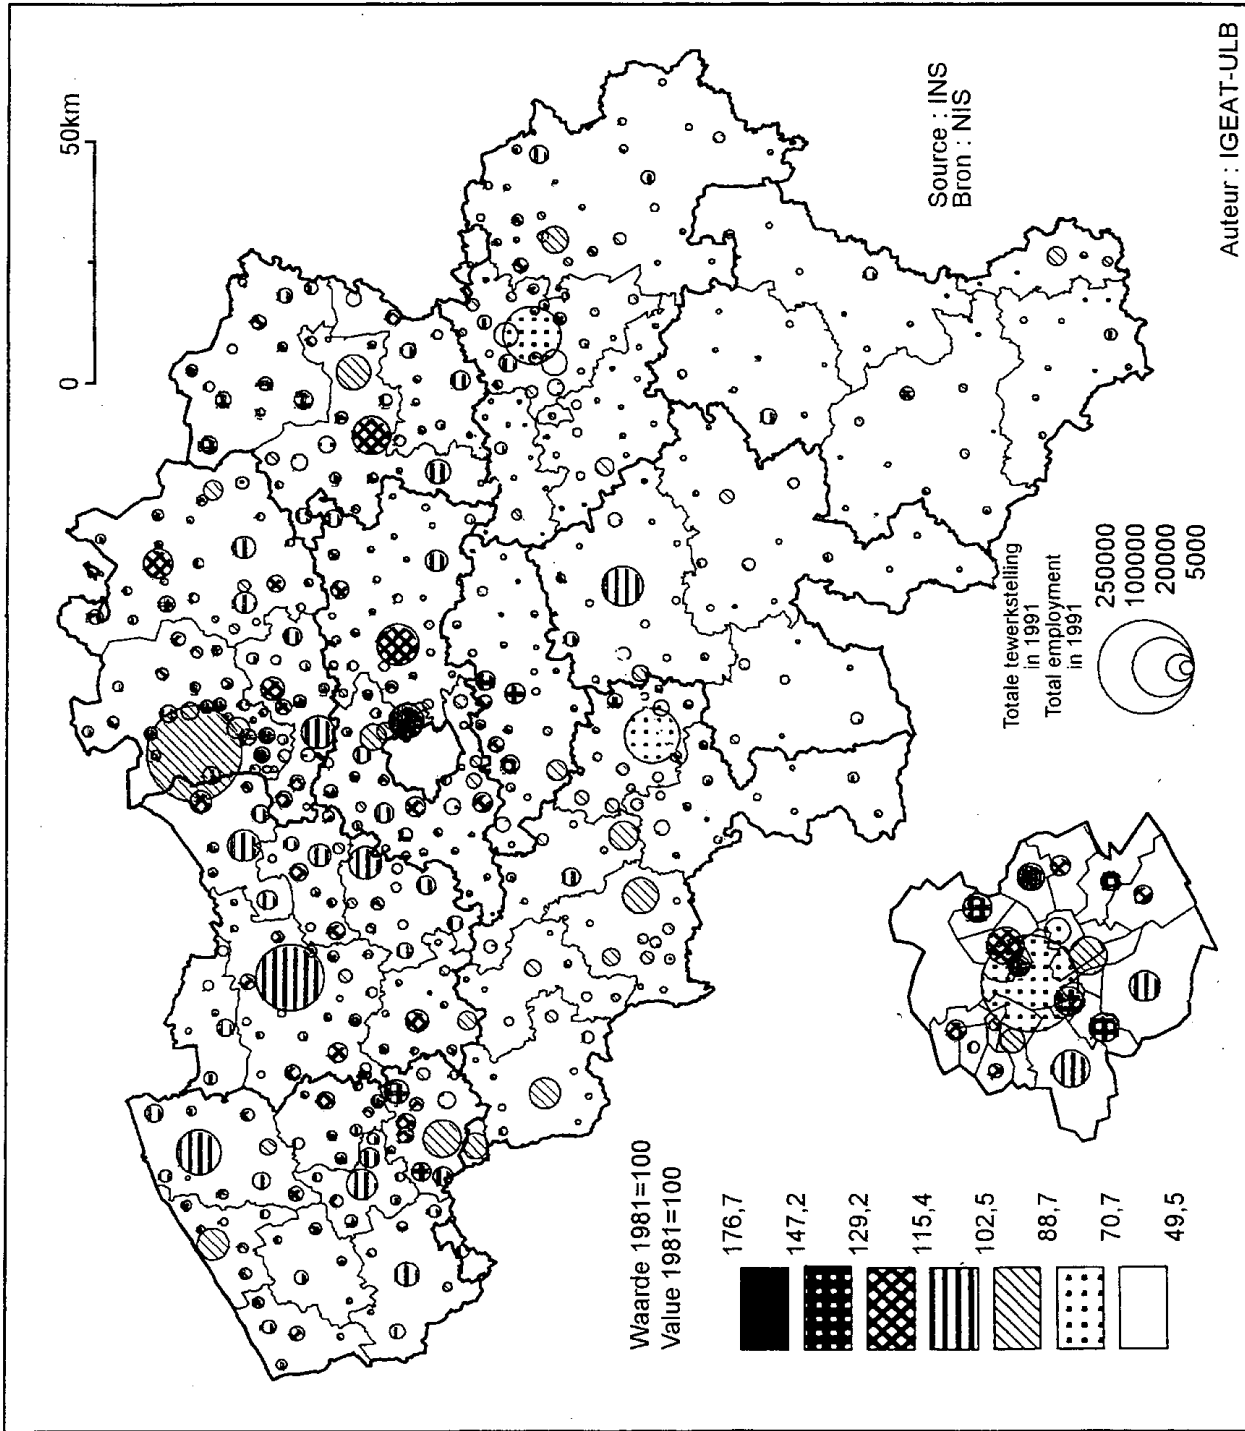 0 50km
Source : INS
Bron : NIS
Auteur : IGEAT-ULB
Totale tewerkstelling
in 1991
Total employment
in 1991
250000
100000
20000
5000
Waarde 1981=100
Value 1981=100
176,7
147,2
129,2
115,4
102,5
88,7
70,7
49,5